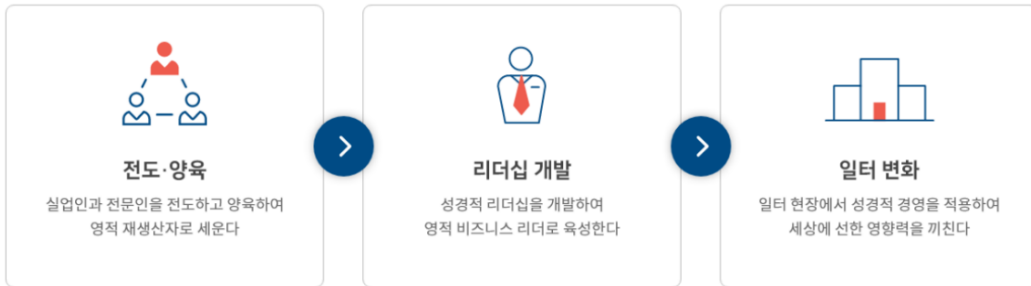 전도·양육
실업인과 전문인을 전도하고 양육하여
영적 재생산자로 세운다
리더십 개발
성경적 리더십을 개발하여
영적 비즈니스 리더로 육성한다
일터 변화
일터 현장에서 성경적 경영을 적용하여
세상에 선한 영향력을 끼친다